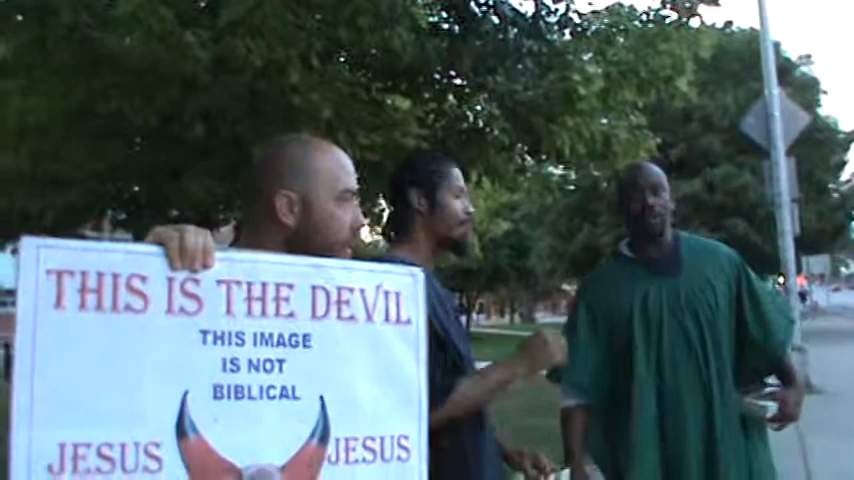 THIS IS THE DEVIL
THIS IMAGE
IS NOT
BIBLICAL
JESUS JESUS